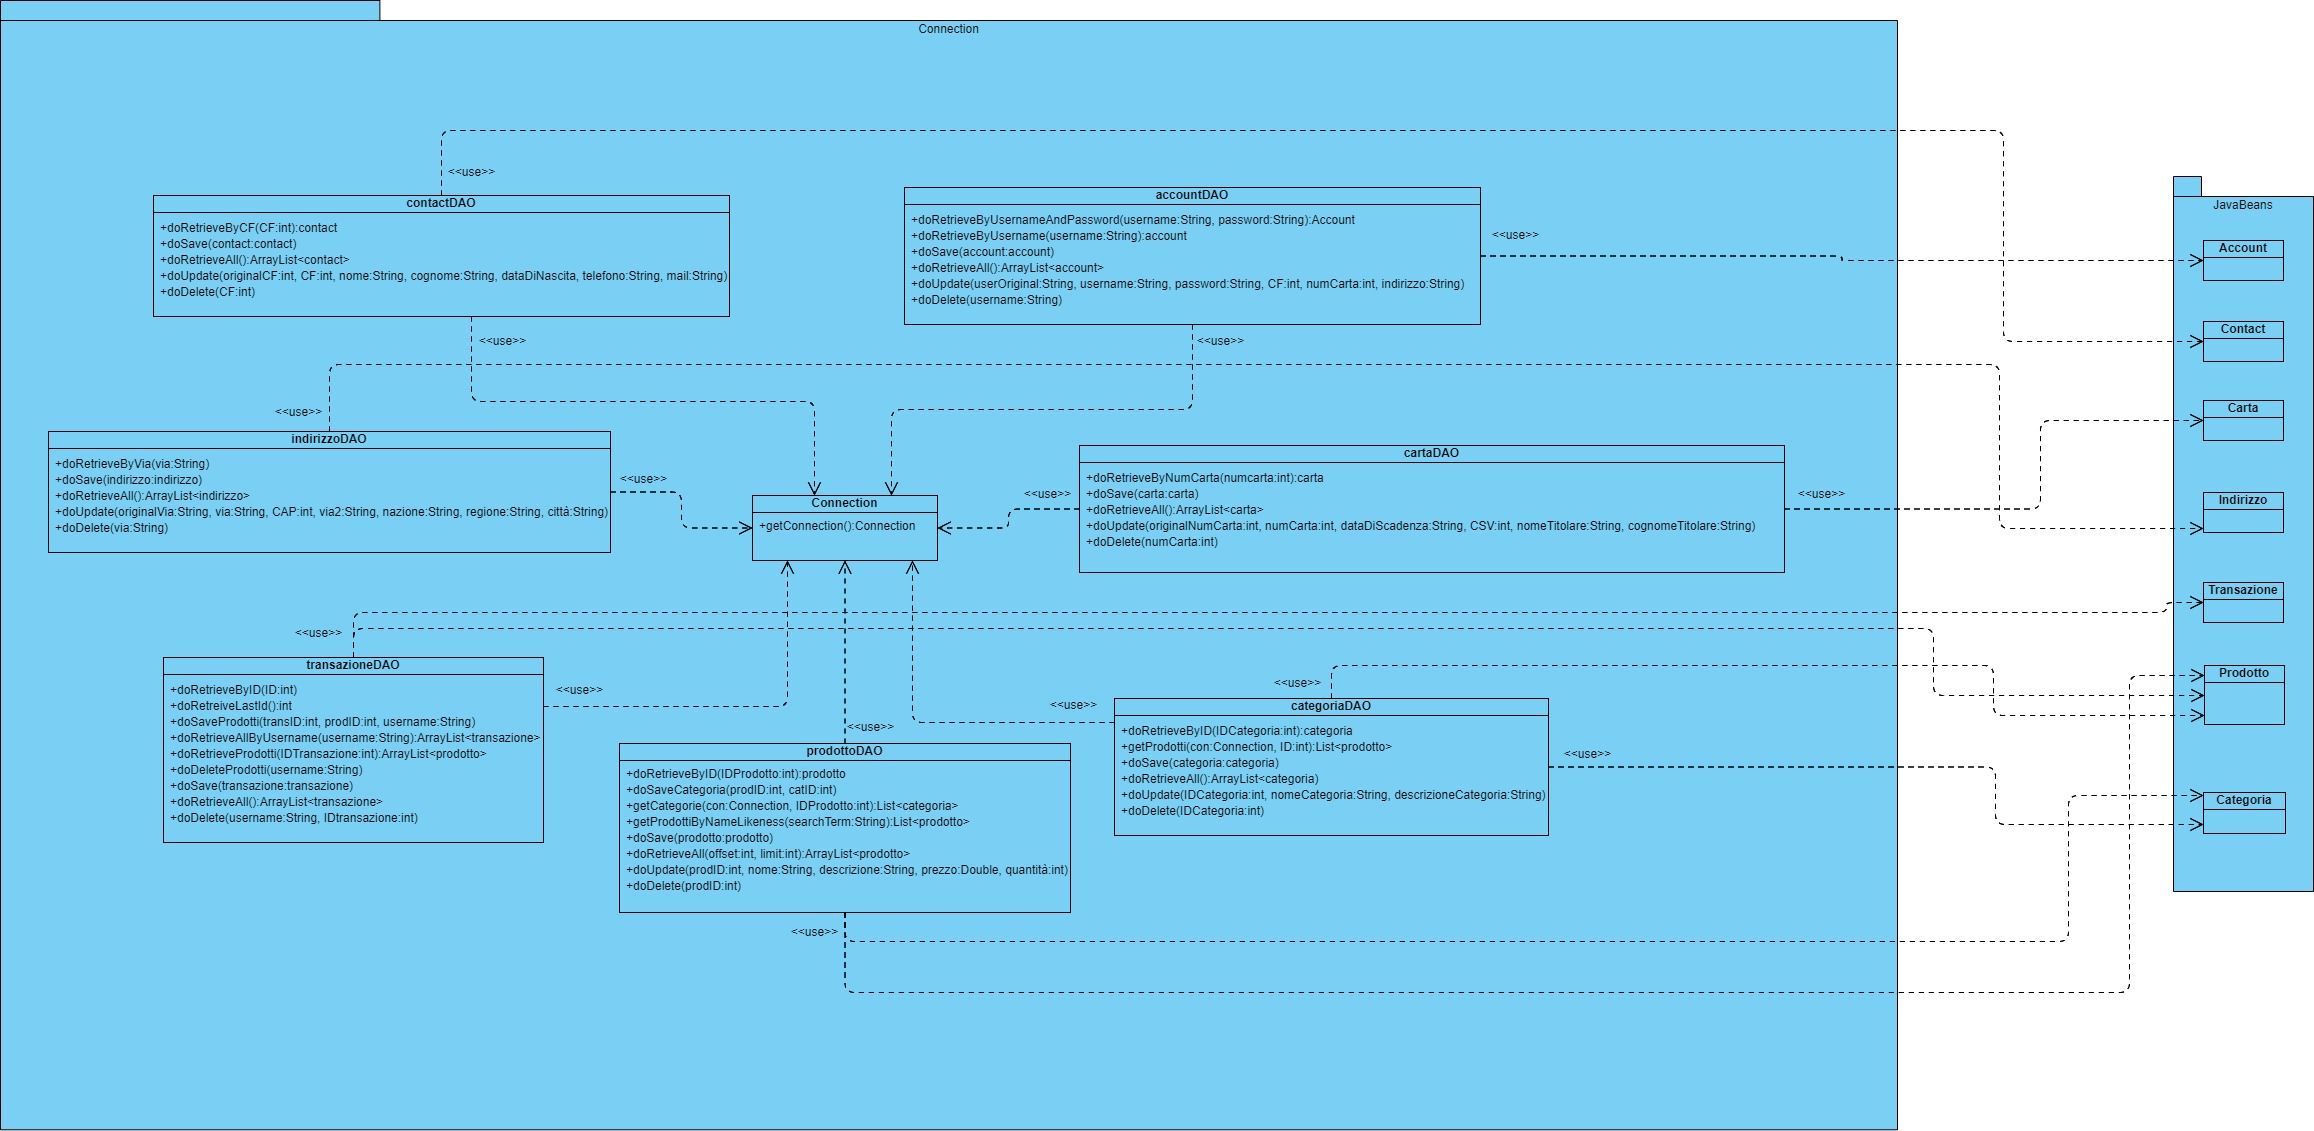 Connection
<<use>>
contactDAO
+doRetrieveByCF(CF:int):contact
+doSave(contact:contact)
+doRetrieveAll():ArrayList<contact>
+doUpdate(originalCF:int, CF:int, nome:String, cognome:String, dataDiNascita, telefono:String, mail:String)
+doDelete(CF:int)
<<use>>
accountDAO
+doRetrieveByUsernameAndPassword(username:String, password:String):Account
+doRetrieveByUsername(username:String):account
+doSave(account:account)
+doRetrieveAll():ArrayList<account>
+doUpdate(userOriginal:String, username:String, password:String, CF:int, numCarta:int, indirizzo:String)
+doDelete(username:String)
<<use>>
<<use>>
<<use>>
indirizzoDAO
+doRetrieveByVia(via:String)
+doSave(indirizzo:indirizzo)
+doRetrieveAll():ArrayList<indirizzo>
+doUpdate(originalVia:String, via:String, CAP:int, via2:String, nazione:String, regione:String, città:String)
+doDelete(via:String)
<<use>>
Connection
+getConnection():Connection
<<use>>
cartaDAO
+doRetrieveByNumCarta(numcarta:int):carta
+doSave(carta:carta)
+doRetrieveAll():ArrayList<carta>
+doUpdate(originalNumCarta:int, numCarta:int, dataDiScadenza:String, CSV:int, nomeTitolare:String, cognomeTitolare:String)
+doDelete(numCarta:int)
<<use>>
<<use>>
transazioneDAO
+doRetrieveByID(ID:int)
+doRetreiveLastId():int
+doSaveProdotti(transID:int, prodID:int, username:String)
+doRetrieveAllByUsername(username:String):ArrayList<transazione>
+doRetrieveProdotti(IDTransazione:int):ArrayList<prodotto>
+doDeleteProdotti(username:String)
+doSave(transazione:transazione)
+doRetrieveAll():ArrayList<transazione>
+doDelete(username:String, IDtransazione:int)
<<use>>
<<use>>
prodottoDAO
+doRetrieveByID(IDProdotto:int):prodotto
+doSaveCategoria(prodID:int, catID:int)
+getCategorie(con:Connection, IDProdotto:int):List<categoria>
+getProdottiByNameLikeness(searchTerm:String):List<prodotto>
+doSave(prodotto:prodotto)
+doRetrieveAll(offset:int, limit:int):ArrayList<prodotto>
+doUpdate(prodID:int, nome:String, descrizione:String, prezzo:Double, quantità:int)
+doDelete(prodID:int)
<<use>>
<<use>>
<<use>>
categoriaDAO
+doRetrieveByID(IDCategoria:int):categoria
+getProdotti(con:Connection, ID:int):List<prodotto>
+doSave(categoria:categoria)
+doRetrieveAll():ArrayList<categoria>
+doUpdate(IDCategoria:int, nomeCategoria:String, descrizioneCategoria:String)
+doDelete(IDCategoria:int)
<<use>>
JavaBeans
Account
Contact
Carta
Indirizzo
Transazione
Prodotto
Categoria